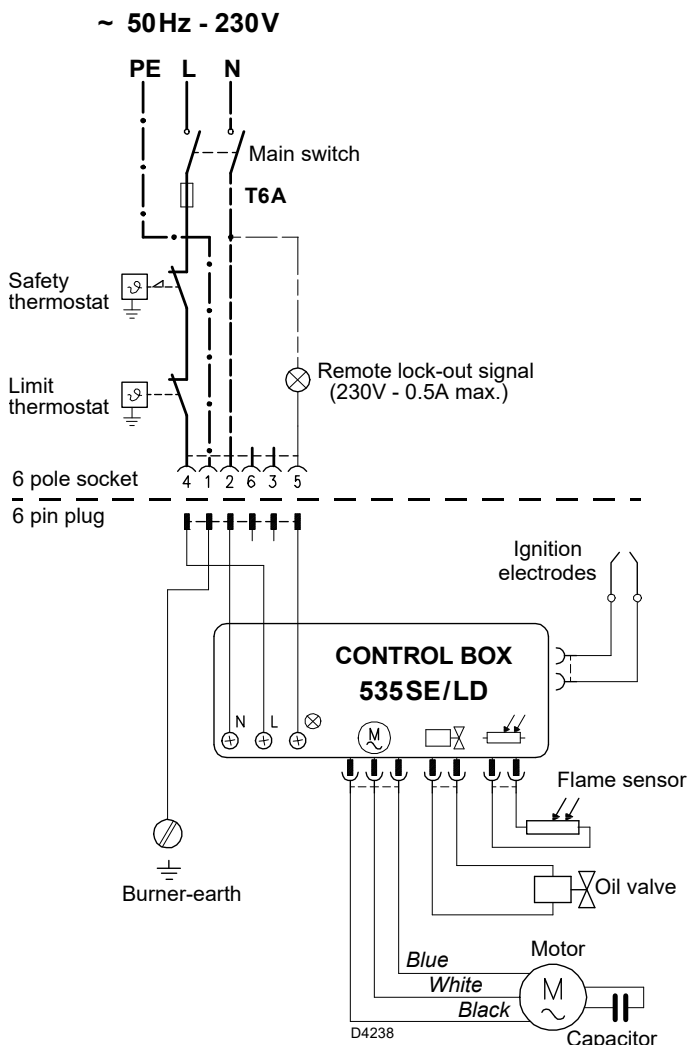 ~ 50Hz - 230V
PE L N
Main switch
T6A
Safety
thermostat
ϑ
Limit
thermostat
ϑ
Remote lock-out signal
(230V - 0.5A max.)
6 pole socket
4 1 2 6 3 5
6 pin plug
Ignition
electrodes
CONTROL BOX
535SE/LD
N L
M
~
Flame sensor
Burner-earth
Oil valve
Motor
Blue
White
Black
M
~
D4238
Capacitor